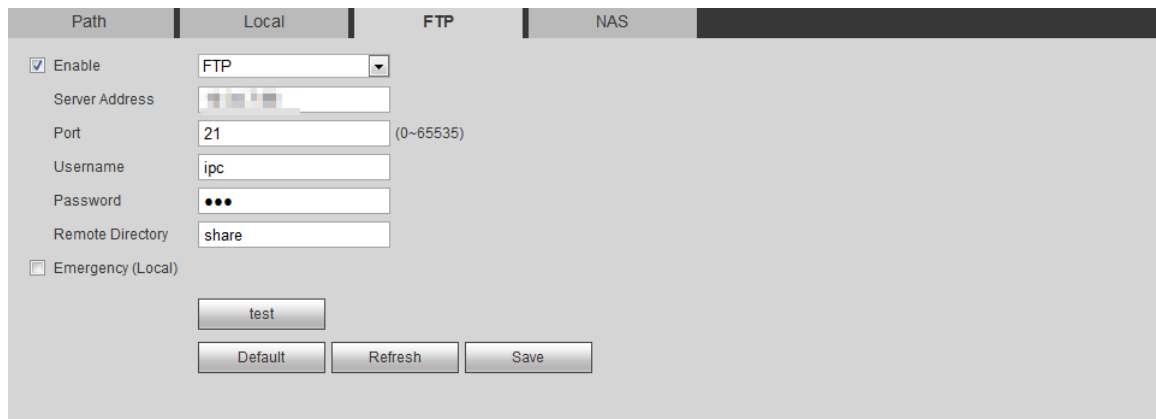 Path Local FTP NAS
Enable FTP
Server Address
Port 21 (0~65535)
Username ipc
Password ●●●
Remote Directory share
Emergency (Local)
test
Default Refresh Save